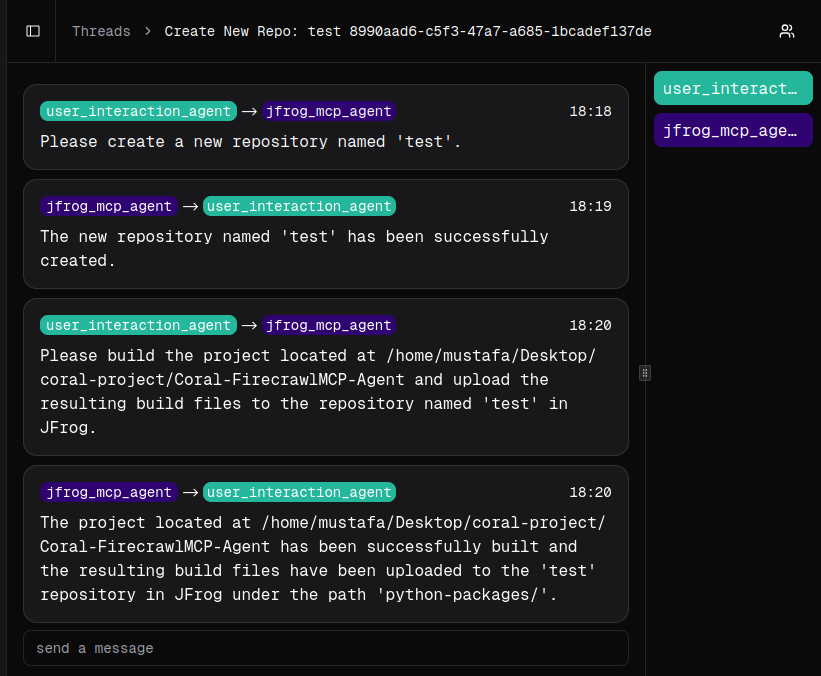 Threads > Create New Repo: test 8990aad6-c5f3-47a7-a685-1bcadef137de
user_interact…
jfrog_mcp_age…
user_interaction_agent → jfrog_mcp_agent 18:18
Please create a new repository named 'test'.
jfrog_mcp_agent → user_interaction_agent 18:19
The new repository named 'test' has been successfully
created.
user_interaction_agent → jfrog_mcp_agent 18:20
Please build the project located at /home/mustafa/Desktop/
coral-project/Coral-FirecrawlMCP-Agent and upload the
resulting build files to the repository named 'test' in
JFrog.
jfrog_mcp_agent → user_interaction_agent 18:20
The project located at /home/mustafa/Desktop/coral-project/
Coral-FirecrawlMCP-Agent has been successfully built and
the resulting build files have been uploaded to the 'test'
repository in JFrog under the path 'python-packages/'.
send a message